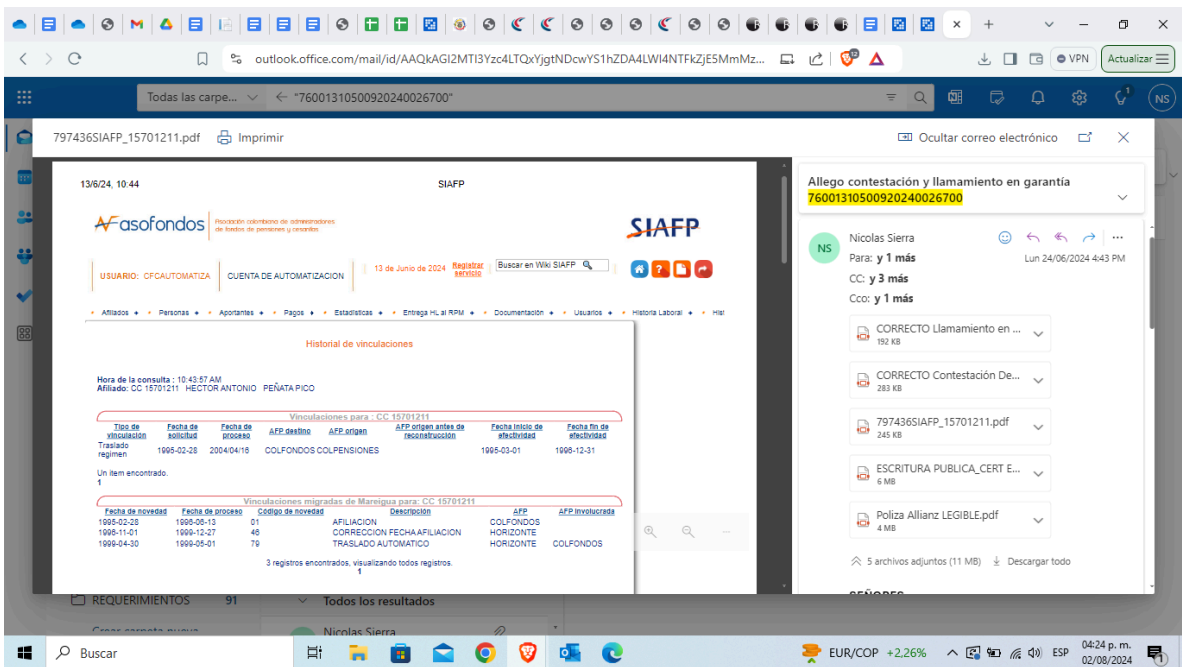 outlook.office.com/mail/id/AAQkAGI2MTI3Yzc4LTQxYjgtNDcwYS1hZDA4LWI4NTFkZjE5MmMz...
VPN
Actualizar
Todas las carpe...
"76001310500920240026700"
NS
797436SIAFP_15701211.pdf
Imprimir
Ocultar correo electrónico
13/6/24, 10:44
SIAFP
asofondos
Asociación colombiana de administradores
de fondos de pensiones y cesantías
SIAFP
USUARIO: CFCAUTOMATIZA
CUENTA DE AUTOMATIZACION
13 de Junio de 2024
Registrar
servicio
Buscar en Wiki SIAFP
Afiliados
Personas
Aportantes
Pagos
Estadísticas
Entrega HL al RPM
Documentación
Usuarios
Historia Laboral
Hist
Historial de vinculaciones
Hora de la consulta : 10:43:57 AM
Afiliado: CC 15701211 HECTOR ANTONIO PEÑATA PICO
Vinculaciones para : CC 15701211
Tipo de vinculación Fecha de solicitud Fecha de proceso AFP destino AFP origen AFP origen antes de reconstrucción Fecha inicio de efectividad Fecha fin de efectividad
Traslado regimen 1995-02-28 2004/04/16 COLFONDOS COLPENSIONES 1995-03-01 1996-12-31
Un item encontrado.
1
Vinculaciones migradas de Mareigua para: CC 15701211
Fecha de novedad Fecha de proceso Código de novedad Descripción AFP AFP involucrada
1995-02-28 1996-06-13 01 AFILIACION COLFONDOS
1996-11-01 1999-12-27 46 CORRECCION FECHA AFILIACION HORIZONTE
1999-04-30 1999-05-01 79 TRASLADO AUTOMATICO HORIZONTE COLFONDOS
3 registros encontrados, visualizando todos registros.
1
Allego contestación y llamamiento en garantía
76001310500920240026700
NS
Nicolas Sierra
Para: y 1 más
Lun 24/06/2024 4:43 PM
CC: y 3 más
Cco: y 1 más
CORRECTO Llamamiento en ...
192 KB
CORRECTO Contestación De...
283 KB
797436SIAFP_15701211.pdf
245 KB
ESCRITURA PUBLICA_CERT E...
6 MB
Poliza Allianz LEGIBLE.pdf
4 MB
5 archivos adjuntos (11 MB)
Descargar todo
SEÑORES
REQUERIMIENTOS 91
Todos los resultados
Crear carpeta nueva
Nicolas Sierra
Buscar
EUR/COP +2,26%
ESP
04:24 p. m.
02/08/2024